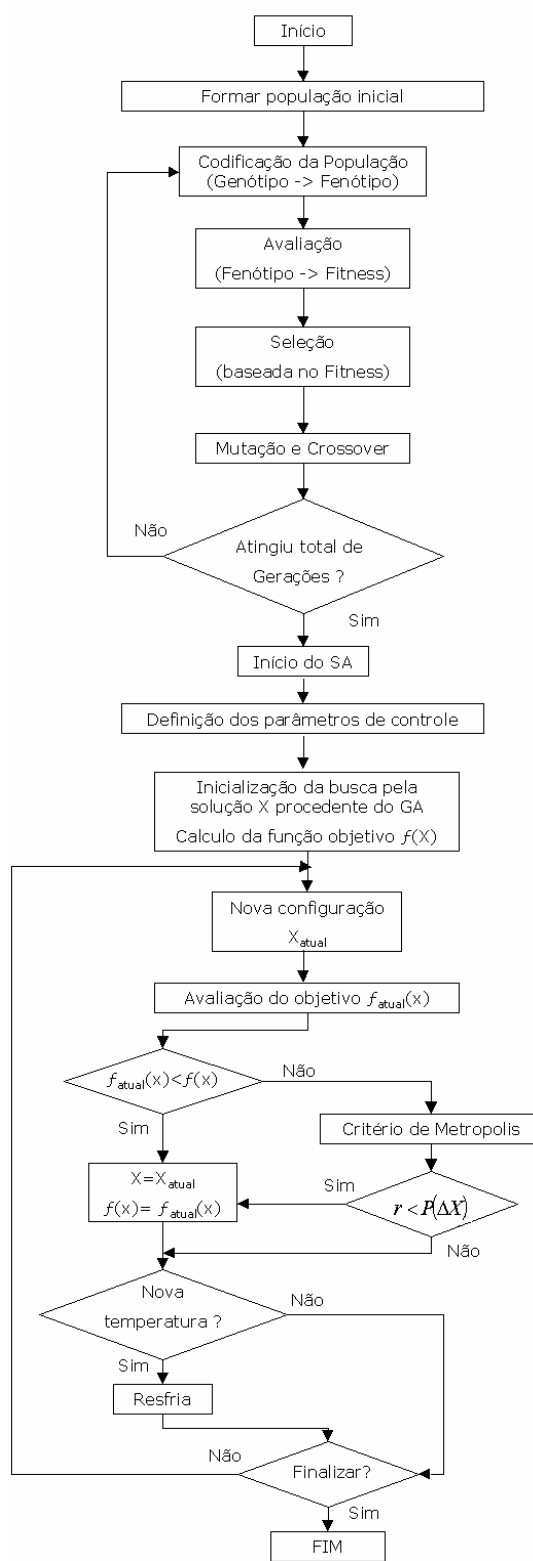 Início
Formar população inicial
Codificação da População
(Genótipo -> Fenótipo)
Avaliação
(Fenótipo -> Fitness)
Seleção
(baseada no Fitness)
Mutação e Crossover
Não
Atingiu total de
Gerações ?
Sim
Início do SA
Definição dos parâmetros de controle
Inicialização da busca pela
solução X procedente do GA
Calculo da função objetivo f(X)
Nova configuração
Xatual
Avaliação do objetivo fatual(x)
fatual(x)<f(x)
Não
Sim
Critério de Metropolis
X=Xatual
f(x)= fatual(x)
Sim
r < P(ΔX)
Não
Nova
temperatura ?
Não
Sim
Resfria
Não
Finalizar?
Sim
FIM